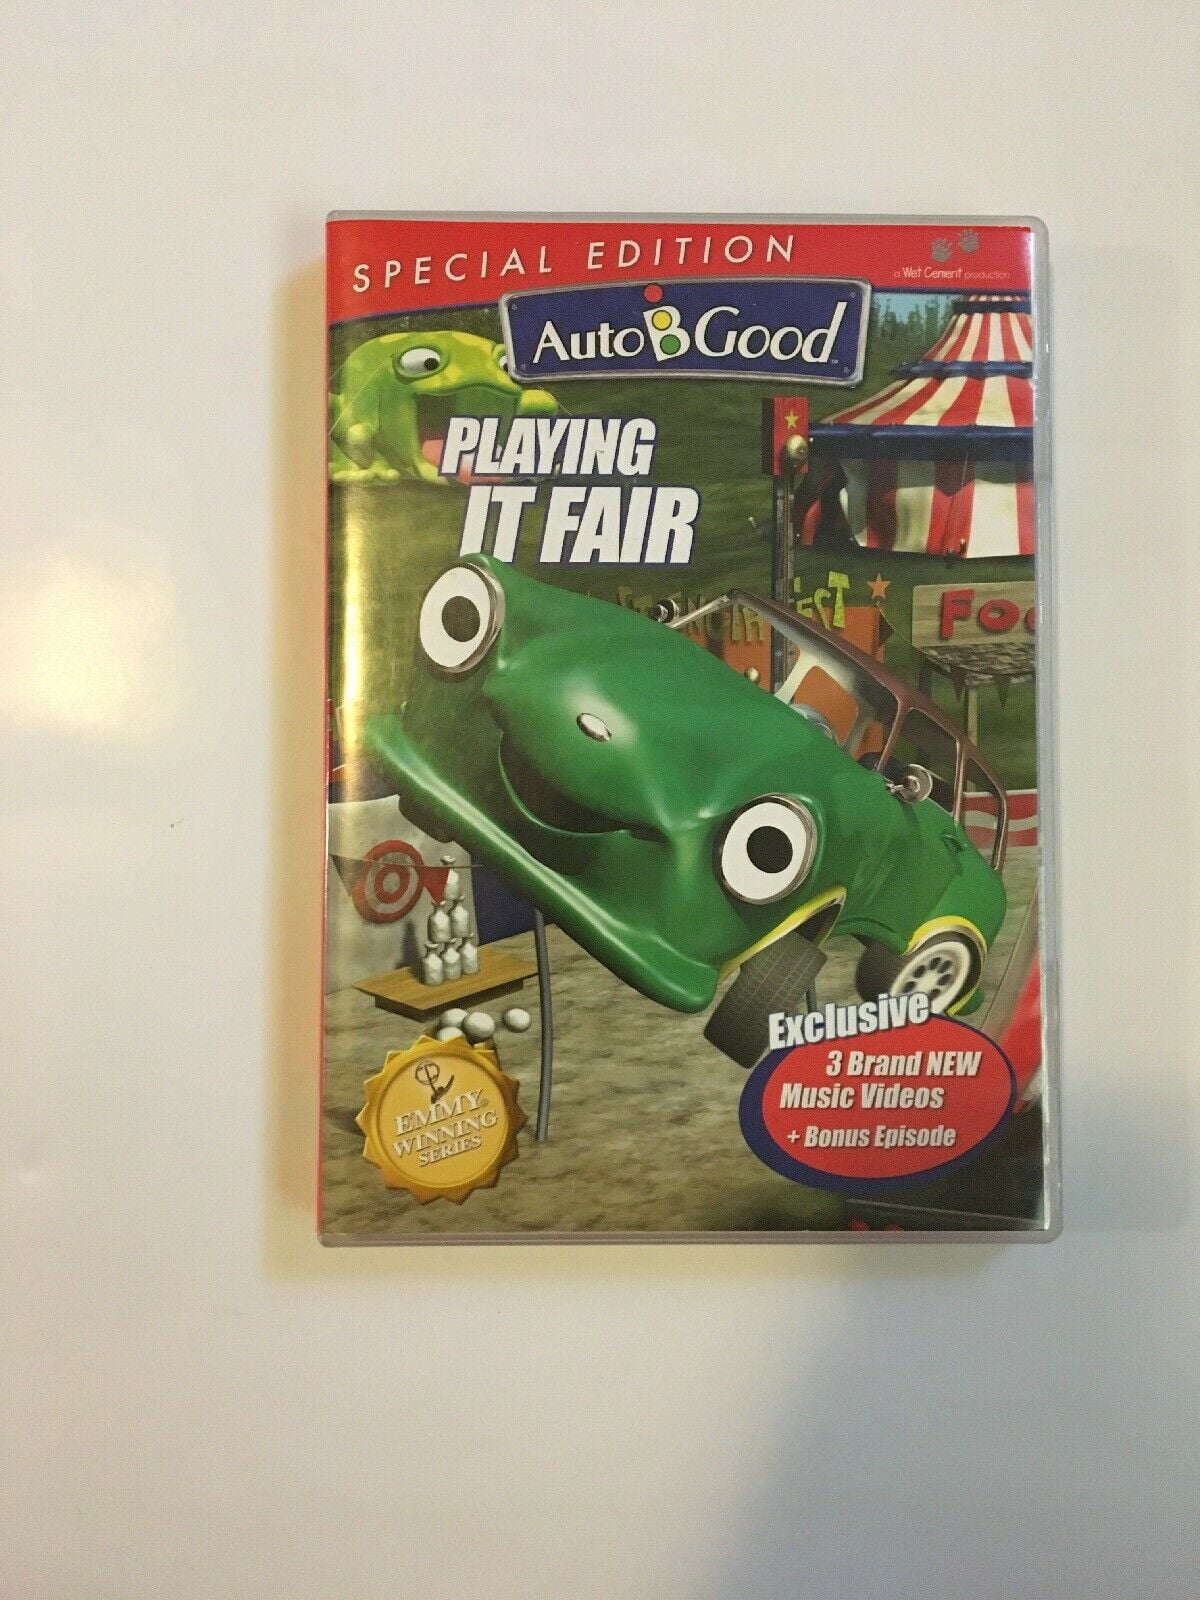 SPECIAL EDITION
a Wet Cement production
Auto B Good™
PLAYING
IT FAIR
FOO
Exclusive
3 Brand NEW
Music Videos
+ Bonus Episode
EMMY®
WINNING
SERIES